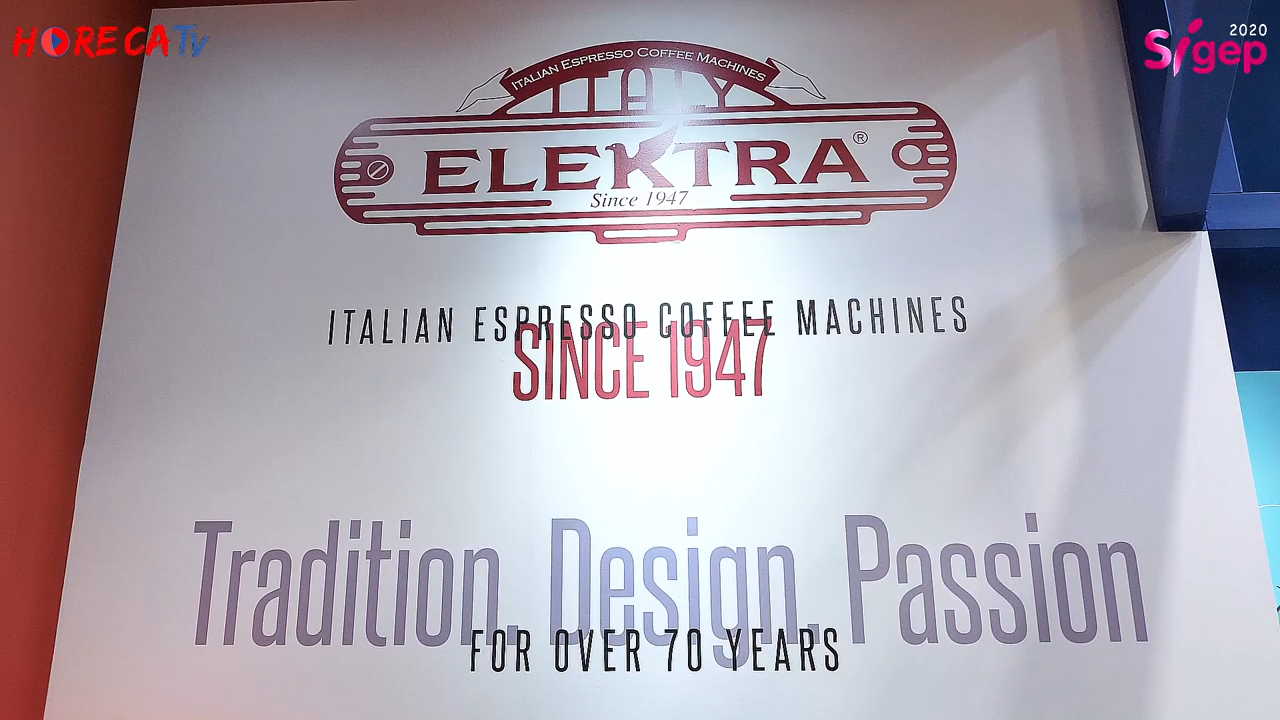 HORECA Tv
Sigep 2020
ITALIAN ESPRESSO COFFEE MACHINES
ITALY
ELEKTRA®
Since 1947
ITALIAN ESPRESSO COFFEE MACHINES
SINCE 1947
Tradition, Design, Passion
FOR OVER 70 YEARS